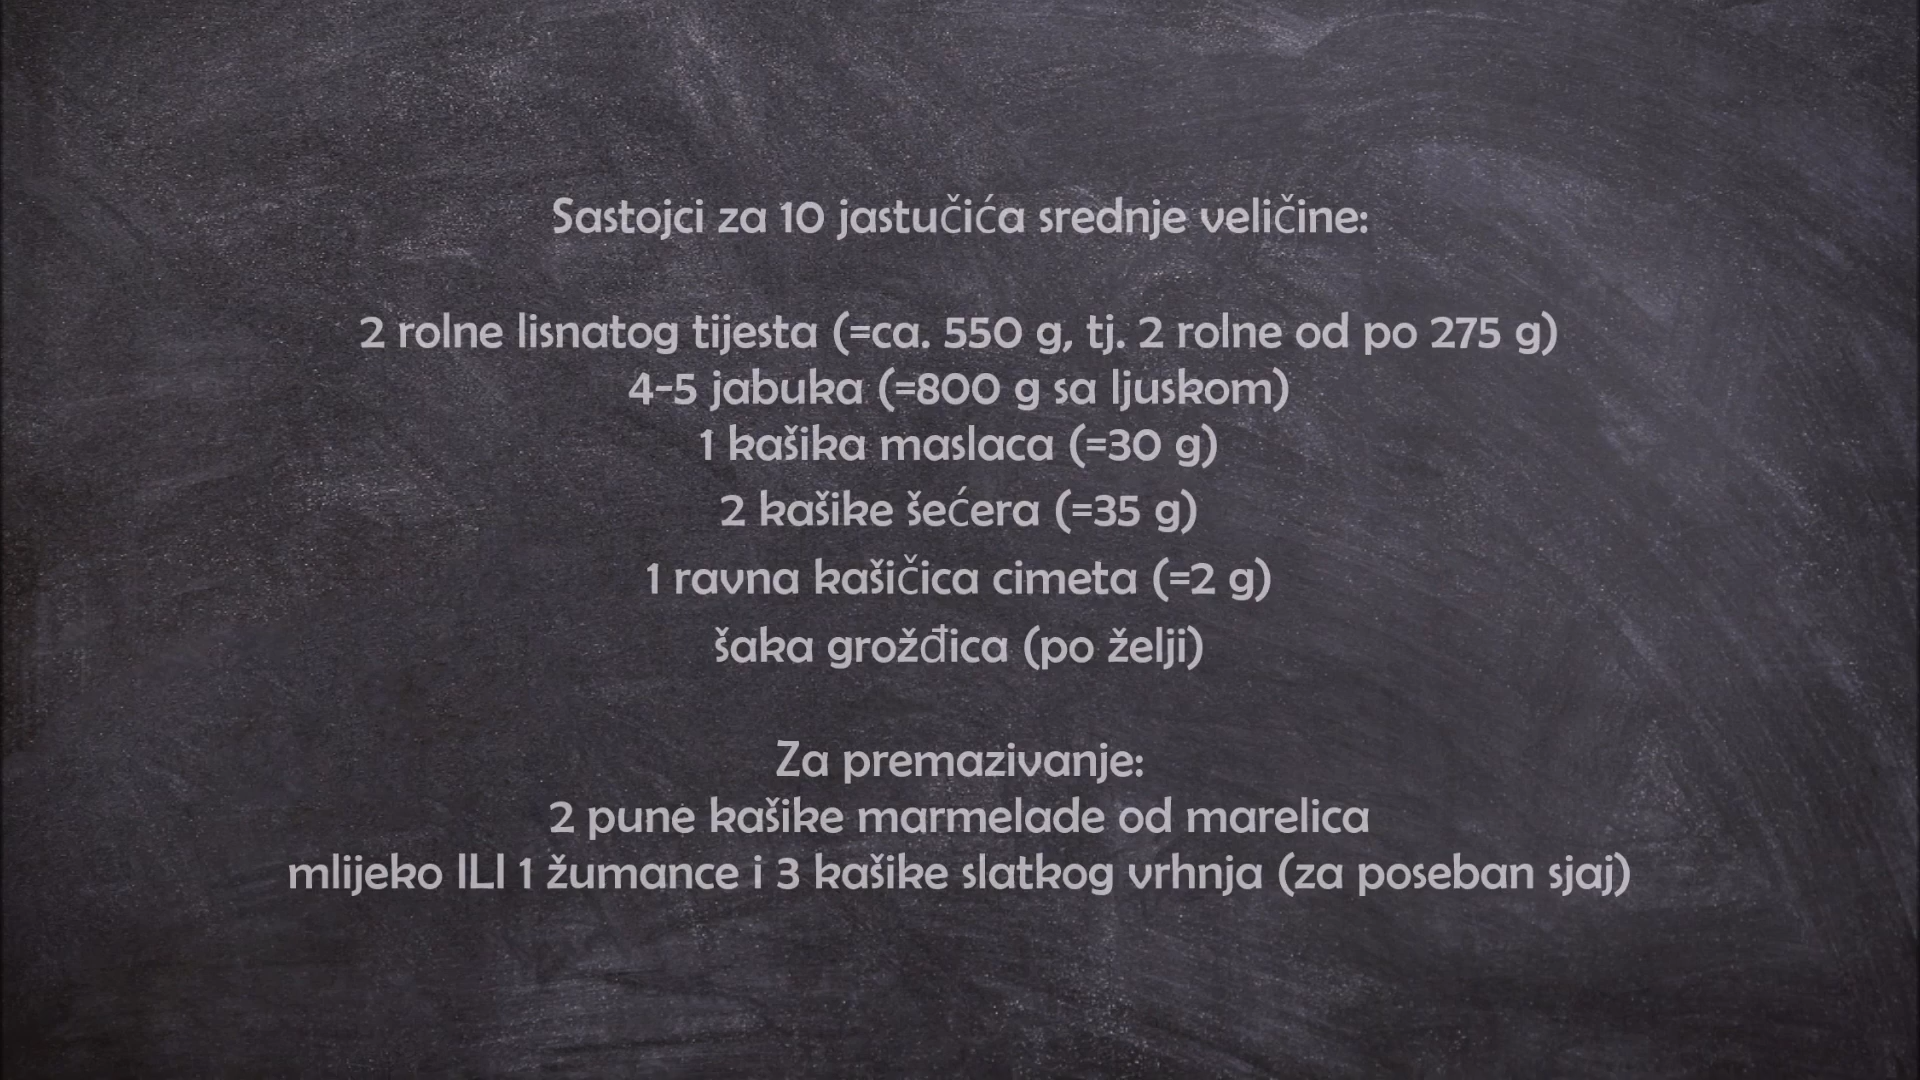 Sastojci za 10 jastučića srednje veličine:
2 rolne lisnatog tijesta (=ca. 550 g, tj. 2 rolne od po 275 g)
4-5 jabuka (=800 g sa ljuskom)
1 kašika maslaca (=30 g)
2 kašike šećera (=35 g)
1 ravna kašičica cimeta (=2 g)
šaka grožđica (po želji)
Za premazivanje:
2 pune kašike marmelade od marelica
mlijeko ILI 1 žumance i 3 kašike slatkog vrhnja (za poseban sjaj)